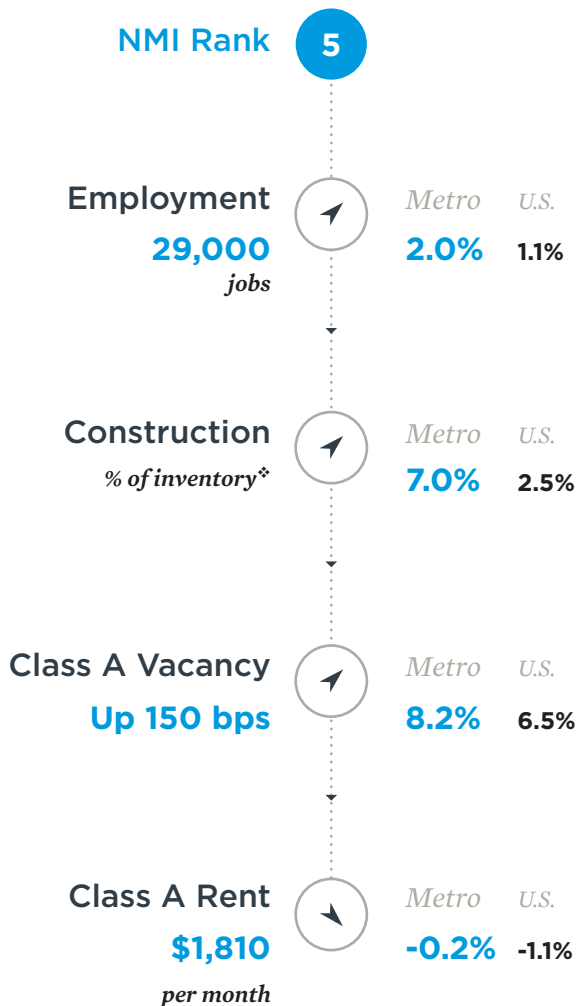 NMI Rank 5
Employment Metro U.S.
29,000 2.0% 1.1%
jobs
Construction Metro U.S.
% of inventory❖ 7.0% 2.5%
Class A Vacancy Metro U.S.
Up 150 bps 8.2% 6.5%
Class A Rent Metro U.S.
$1,810 -0.2% -1.1%
per month